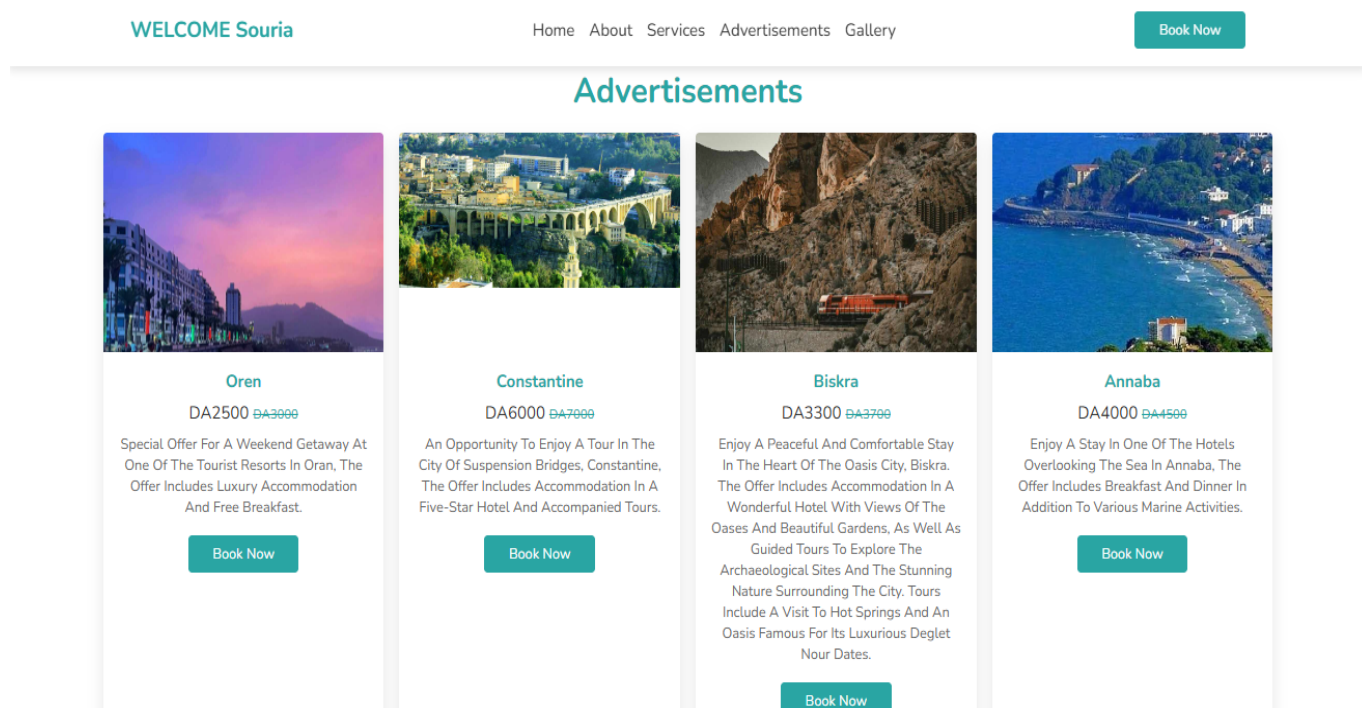 WELCOME Souria
Home About Services Advertisements Gallery
Book Now
Advertisements
Oren
DA2500 DA3000
Special Offer For A Weekend Getaway At
One Of The Tourist Resorts In Oran, The
Offer Includes Luxury Accommodation
And Free Breakfast.
Book Now
Constantine
DA6000 DA7000
An Opportunity To Enjoy A Tour In The
City Of Suspension Bridges, Constantine,
The Offer Includes Accommodation In A
Five-Star Hotel And Accompanied Tours.
Book Now
Biskra
DA3300 DA3700
Enjoy A Peaceful And Comfortable Stay
In The Heart Of The Oasis City, Biskra.
The Offer Includes Accommodation In A
Wonderful Hotel With Views Of The
Oases And Beautiful Gardens, As Well As
Guided Tours To Explore The
Archaeological Sites And The Stunning
Nature Surrounding The City. Tours
Include A Visit To Hot Springs And An
Oasis Famous For Its Luxurious Deglet
Nour Dates.
Book Now
Annaba
DA4000 DA4500
Enjoy A Stay In One Of The Hotels
Overlooking The Sea In Annaba, The
Offer Includes Breakfast And Dinner In
Addition To Various Marine Activities.
Book Now